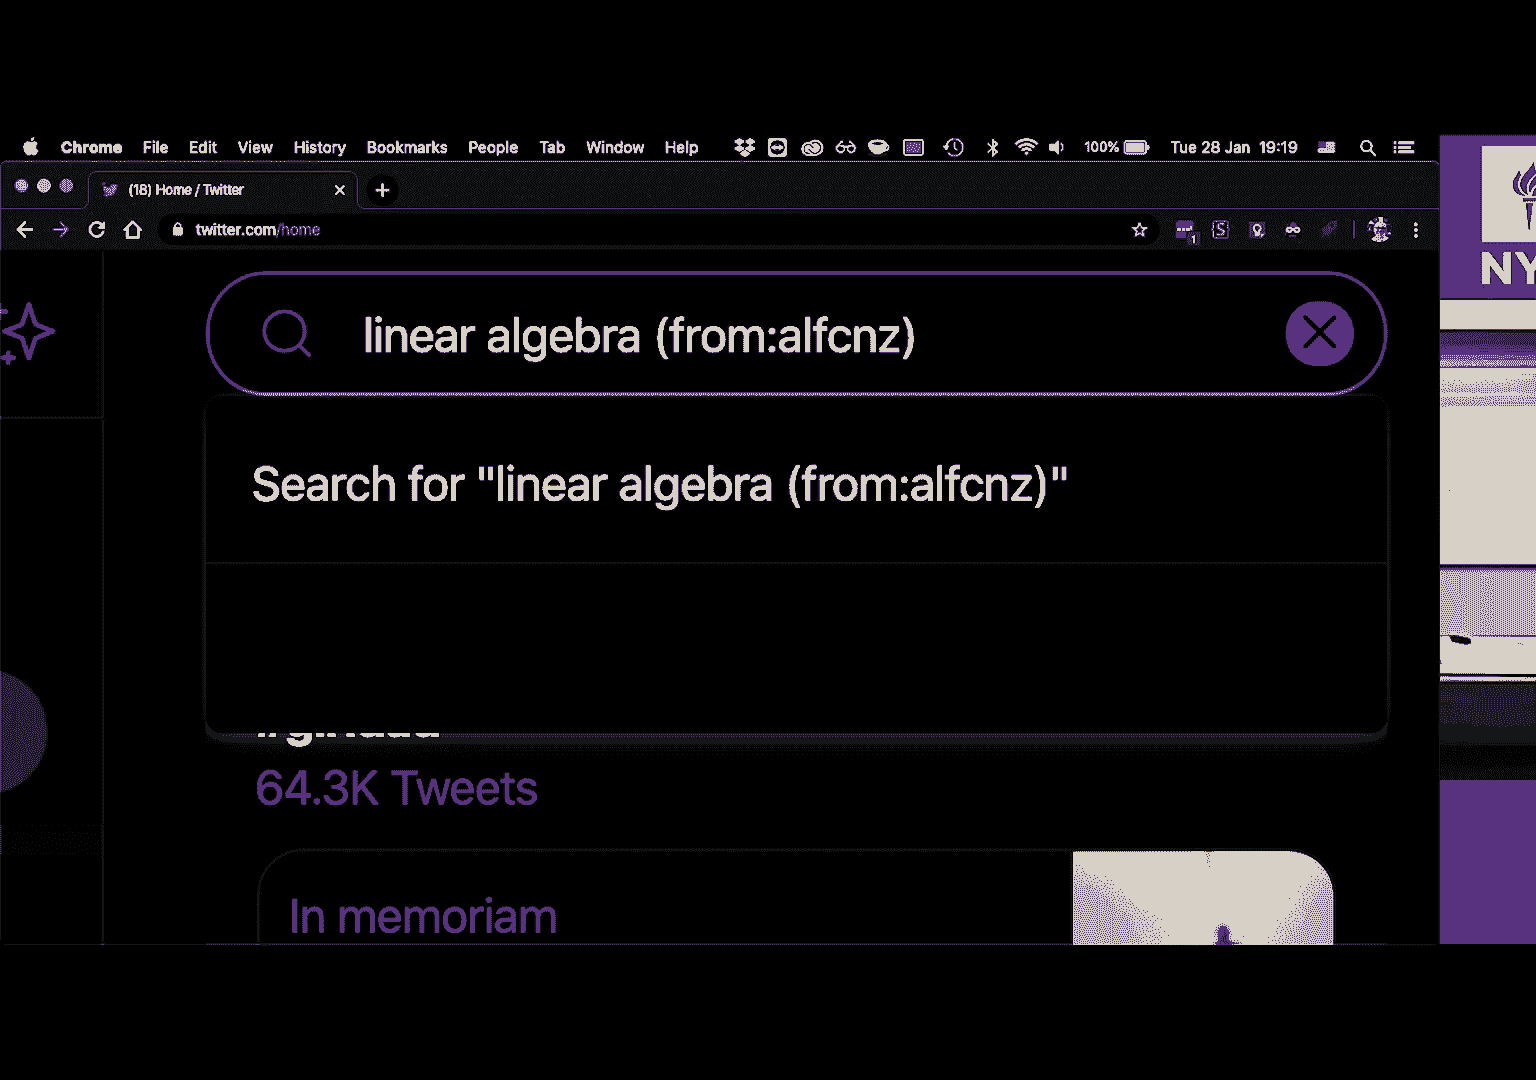 Chrome File Edit View History Bookmarks People Tab Window Help 100% Tue 28 Jan 19:19
(18) Home / Twitter
twitter.com/home
1
S
linear algebra (from:alfcnz)
Search for "linear algebra (from:alfcnz)"
64.3K Tweets
In memoriam
NY